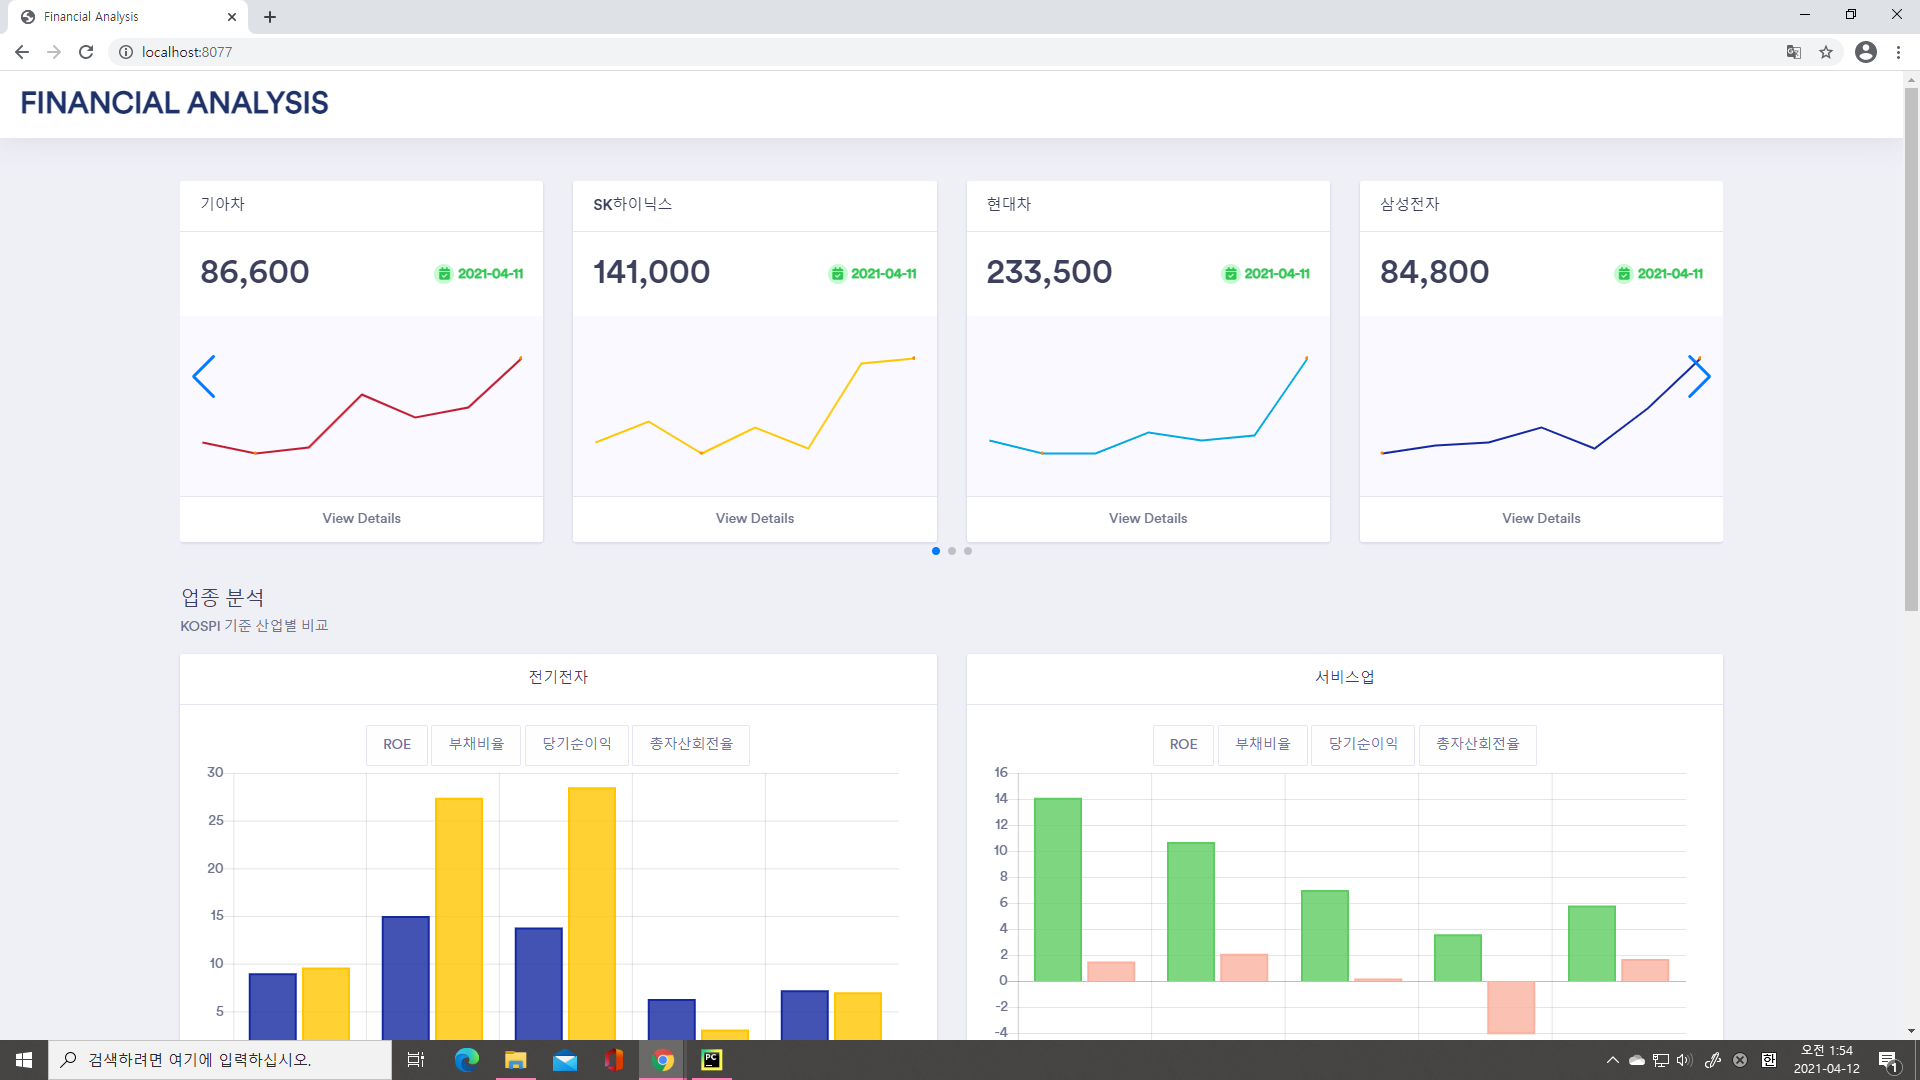 Financial Analysis
localhost:8077
FINANCIAL ANALYSIS
기아차
86,600
2021-04-11
View Details
SK하이닉스
141,000
2021-04-11
View Details
현대차
233,500
2021-04-11
View Details
삼성전자
84,800
2021-04-11
View Details
업종 분석
KOSPI 기준 산업별 비교
전기전자
ROE 부채비율 당기순이익 총자산회전율
30
25
20
15
10
5
서비스업
ROE 부채비율 당기순이익 총자산회전율
16
14
12
10
8
6
4
2
0
-2
-4
검색하려면 여기에 입력하십시오.
PC
한
오전 1:54
2021-04-12
1